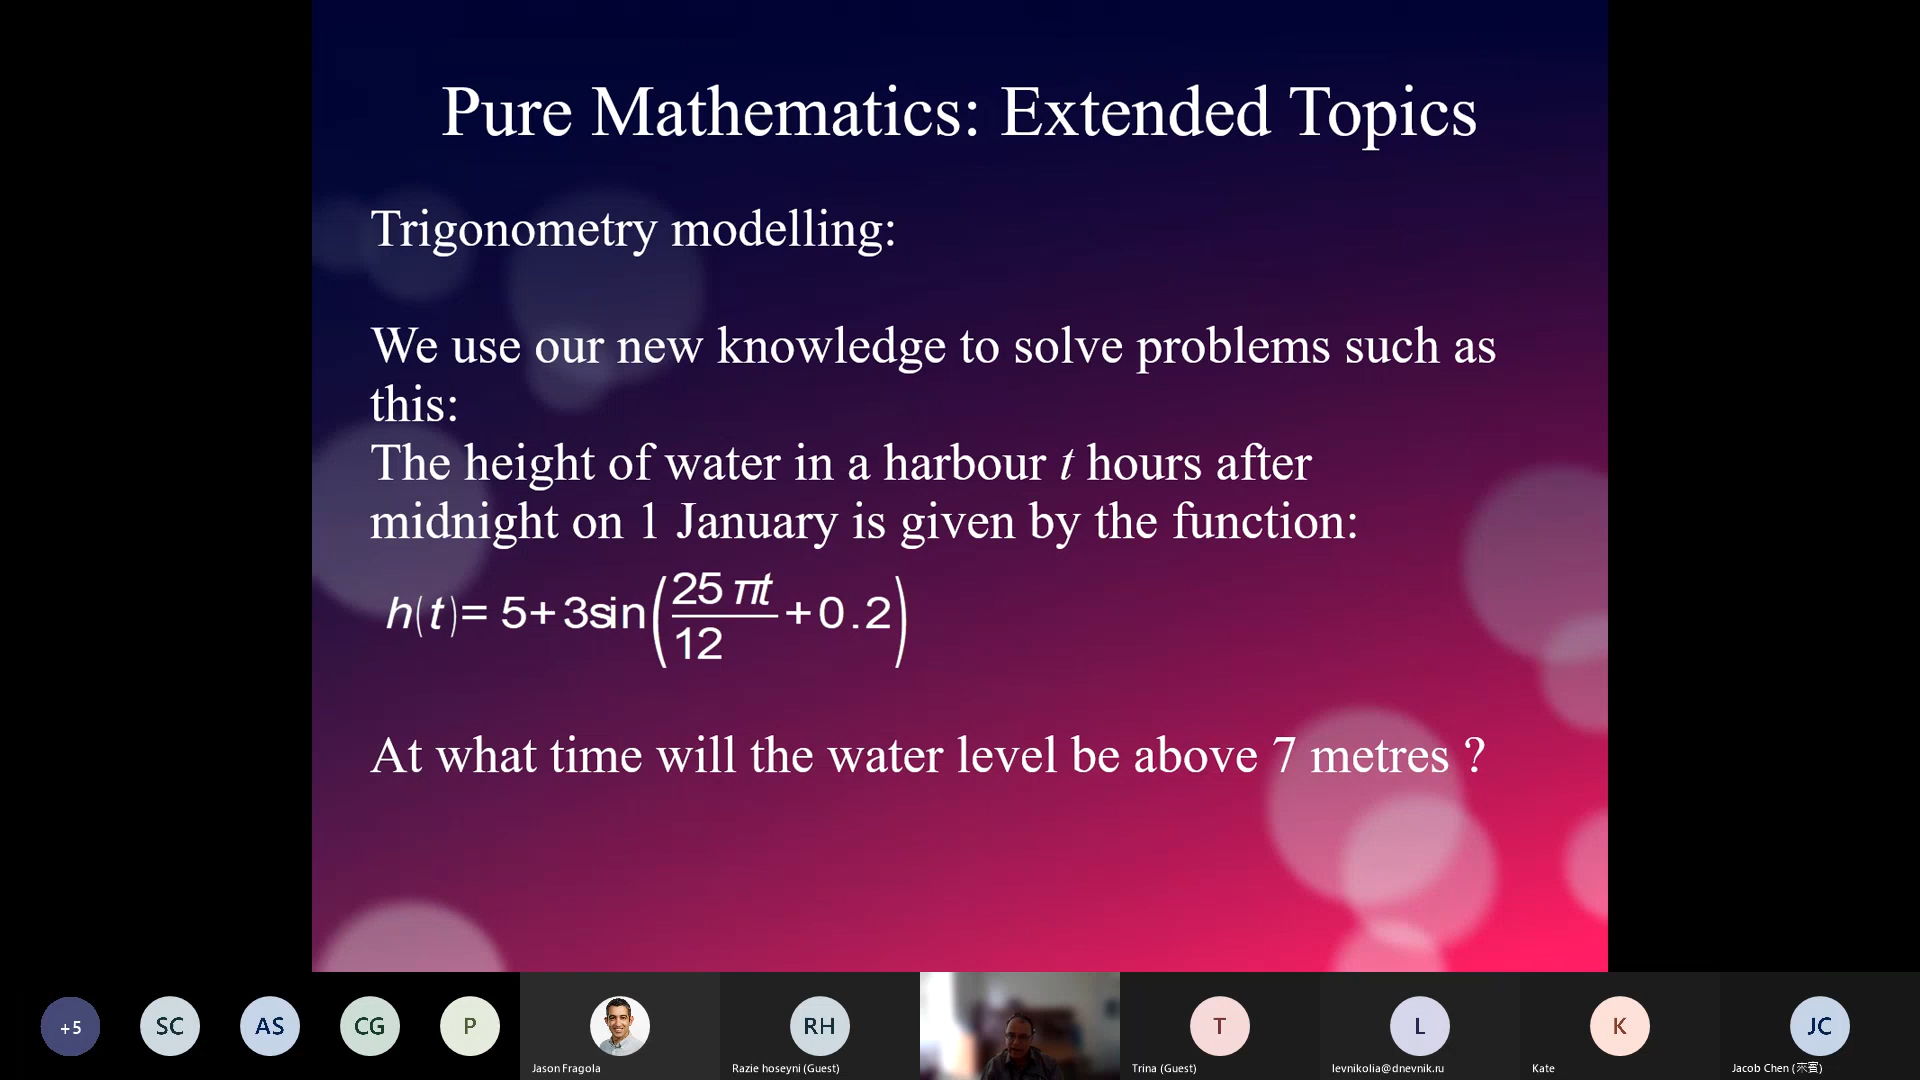 Pure Mathematics: Extended Topics
Trigonometry modelling:
We use our new knowledge to solve problems such as
this:
The height of water in a harbour t hours after
midnight on 1 January is given by the function:
h(t)= 5+3sin(25πt/12+0.2)
At what time will the water level be above 7 metres ?
+5
SC
AS
CG
P
RH
T
L
K
JC
Jason Fragola
Razie hoseyni (Guest)
Trina (Guest)
levnikolia@dnevnik.ru
Kate
Jacob Chen (宋賓)